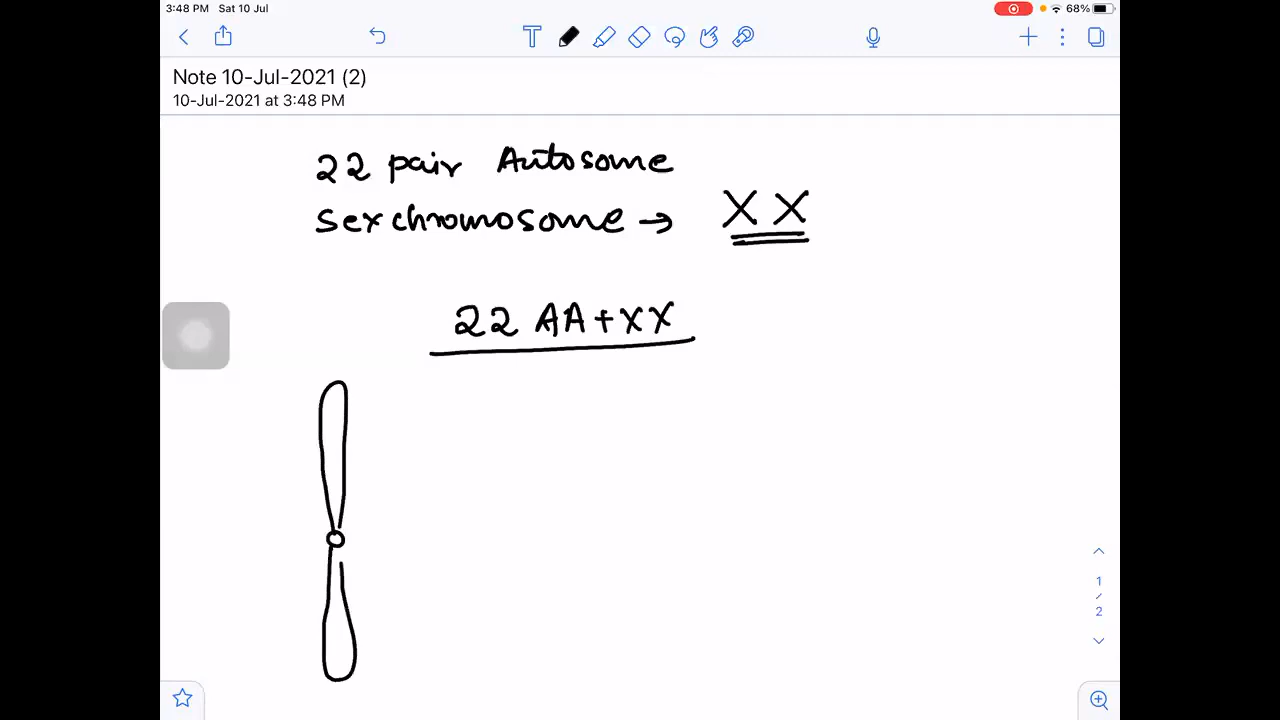 3:48 PM Sat 10 Jul 68%
T
Note 10-Jul-2021 (2)
10-Jul-2021 at 3:48 PM
22 pair Autosome
Sex chromosome → XX
22 AA+XX
1
2